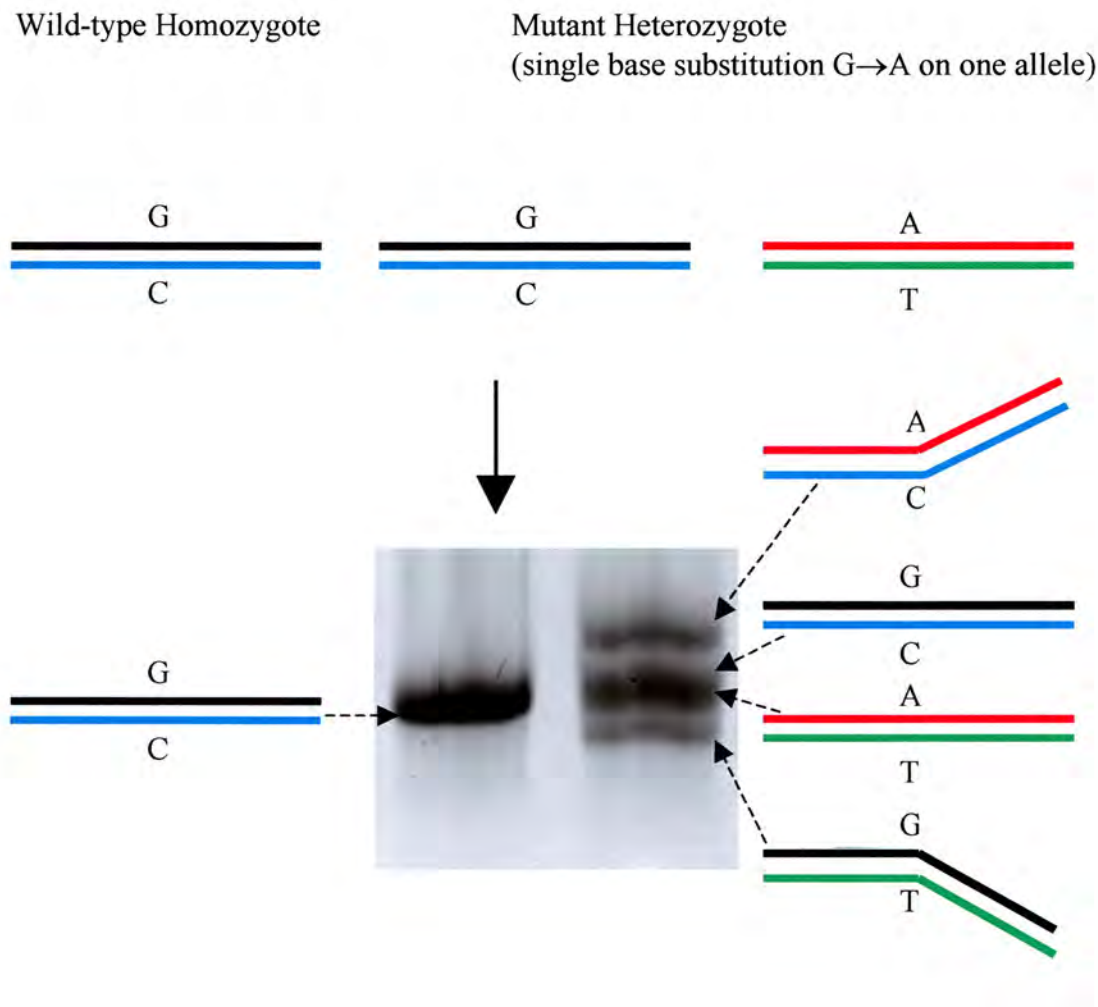 Wild-type Homozygote
Mutant Heterozygote
(single base substitution G→A on one allele)
G
G
A
C
C
T
A
C
G
C
G
A
C
T
G
T